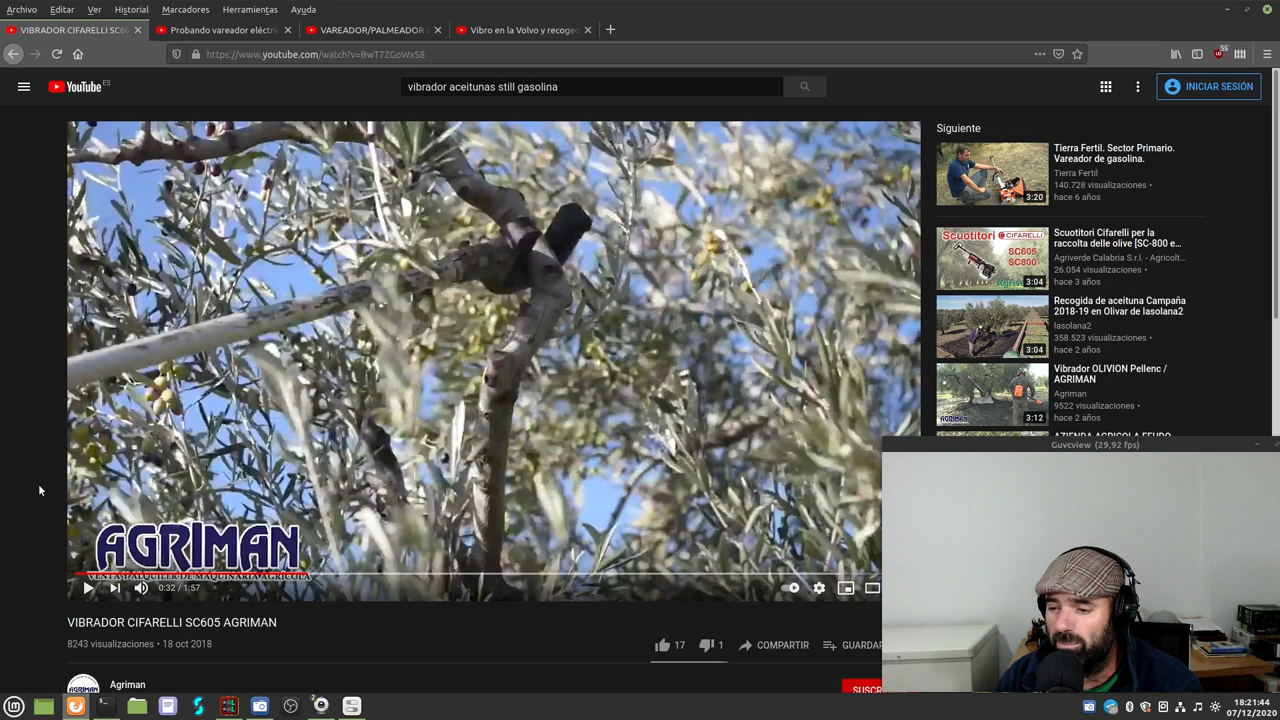 Archivo Editar Ver Historial Marcadores Herramientas Ayuda
VIBRADOR CIFARELLI SC60
Probando vareador eléctric
VAREADOR/PALMEADOR
Vibro en la Volvo y recoge
https://www.youtube.com/watch?v=BwT7ZGoWxS8
55
YouTube ES
vibrador aceitunas still gasolina
INICIAR SESIÓN
Siguiente
Tierra Fertil. Sector Primario.
Vareador de gasolina.
Tierra Fertil
140.728 visualizaciones •
hace 6 años
3:20
Scuotitori CIFARELLI
SC605
SC800
3:04
Scuotitori Cifarelli per la
raccolta delle olive [SC-800 e...
Agriverde Calabria S.r.l. - Agricolt...
26.054 visualizaciones •
hace 3 años
Recogida de aceituna Campaña
2018-19 en Olivar de lasolana2
lasolana2
358.523 visualizaciones •
hace 2 años
3:04
Vibrador OLIVION Pellenc /
AGRIMAN
Agriman
9522 visualizaciones •
hace 2 años
3:12
Guvcview (29,92 fps)
AGRIMAN
VENTA Y ALQUILER DE MAQUINARIA AGRÍCOLA
0:32 / 1:57
VIBRADOR CIFARELLI SC605 AGRIMAN
8243 visualizaciones • 18 oct 2018
17 1 COMPARTIR GUARDAR
Agriman
18:21:44
07/12/2020